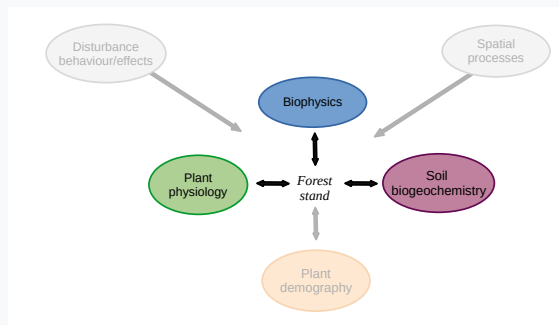 Disturbance
behaviour/effects
Spatial
processes
Biophysics
Plant
physiology
Forest
stand
Soil
biogeochemistry
Plant
demography